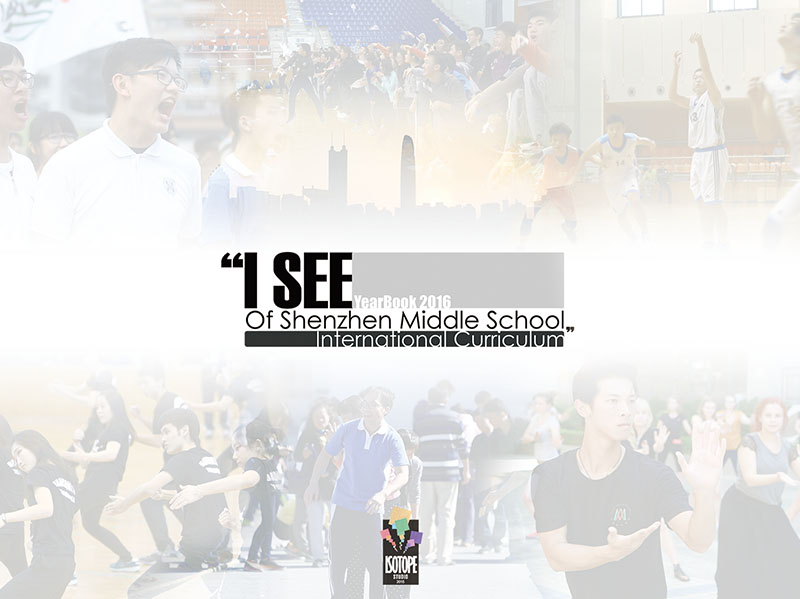 “I SEE
YearBook 2016
Of Shenzhen Middle School
International Curriculum”
ISOTOPE
STUDIO
2016